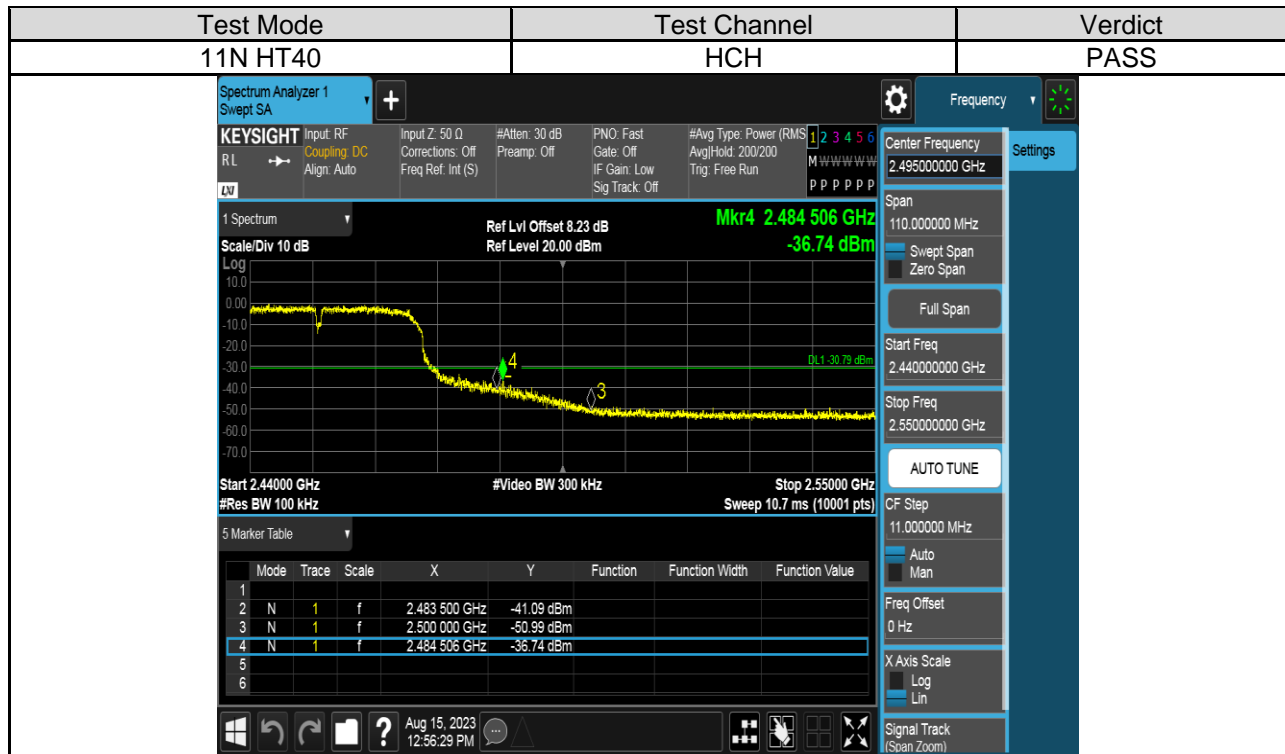 Test Mode Test Channel Verdict
11N HT40 HCH PASS
Spectrum Analyzer 1
Swept SA
+
Frequency
KEYSIGHT Input: RF Input Z: 50 Ω #Atten: 30 dB PNO: Fast #Avg Type: Power (RMS 1 2 3 4 5 6
RL Coupling: DC Corrections: Off Preamp: Off Gate: Off Avg|Hold: 200/200 M W W W W W
Align: Auto Freq Ref: Int (S) IF Gain: Low Trig: Free Run
LXI Sig Track: Off P P P P P P
Center Frequency
2.495000000 GHz
Settings
1 Spectrum
Ref Lvl Offset 8.23 dB
Mkr4 2.484 506 GHz
Scale/Div 10 dB Ref Level 20.00 dBm -36.74 dBm
Log
10.0
0.00
-10.0
-20.0
-30.0
-40.0
-50.0
-60.0
-70.0
4
3
DL1 -30.79 dBm
Start 2.44000 GHz #Video BW 300 kHz Stop 2.55000 GHz
#Res BW 100 kHz Sweep 10.7 ms (10001 pts)
Span
110.000000 MHz
Swept Span
Zero Span
Full Span
Start Freq
2.440000000 GHz
Stop Freq
2.550000000 GHz
AUTO TUNE
CF Step
11.000000 MHz
Auto
Man
Freq Offset
0 Hz
X Axis Scale
Log
Lin
Signal Track
(Span Zoom)
5 Marker Table
Mode Trace Scale X Y Function Function Width Function Value
1
2 N 1 f 2.483 500 GHz -41.09 dBm
3 N 1 f 2.500 000 GHz -50.99 dBm
4 N 1 f 2.484 506 GHz -36.74 dBm
5
6
? Aug 15, 2023
12:56:29 PM